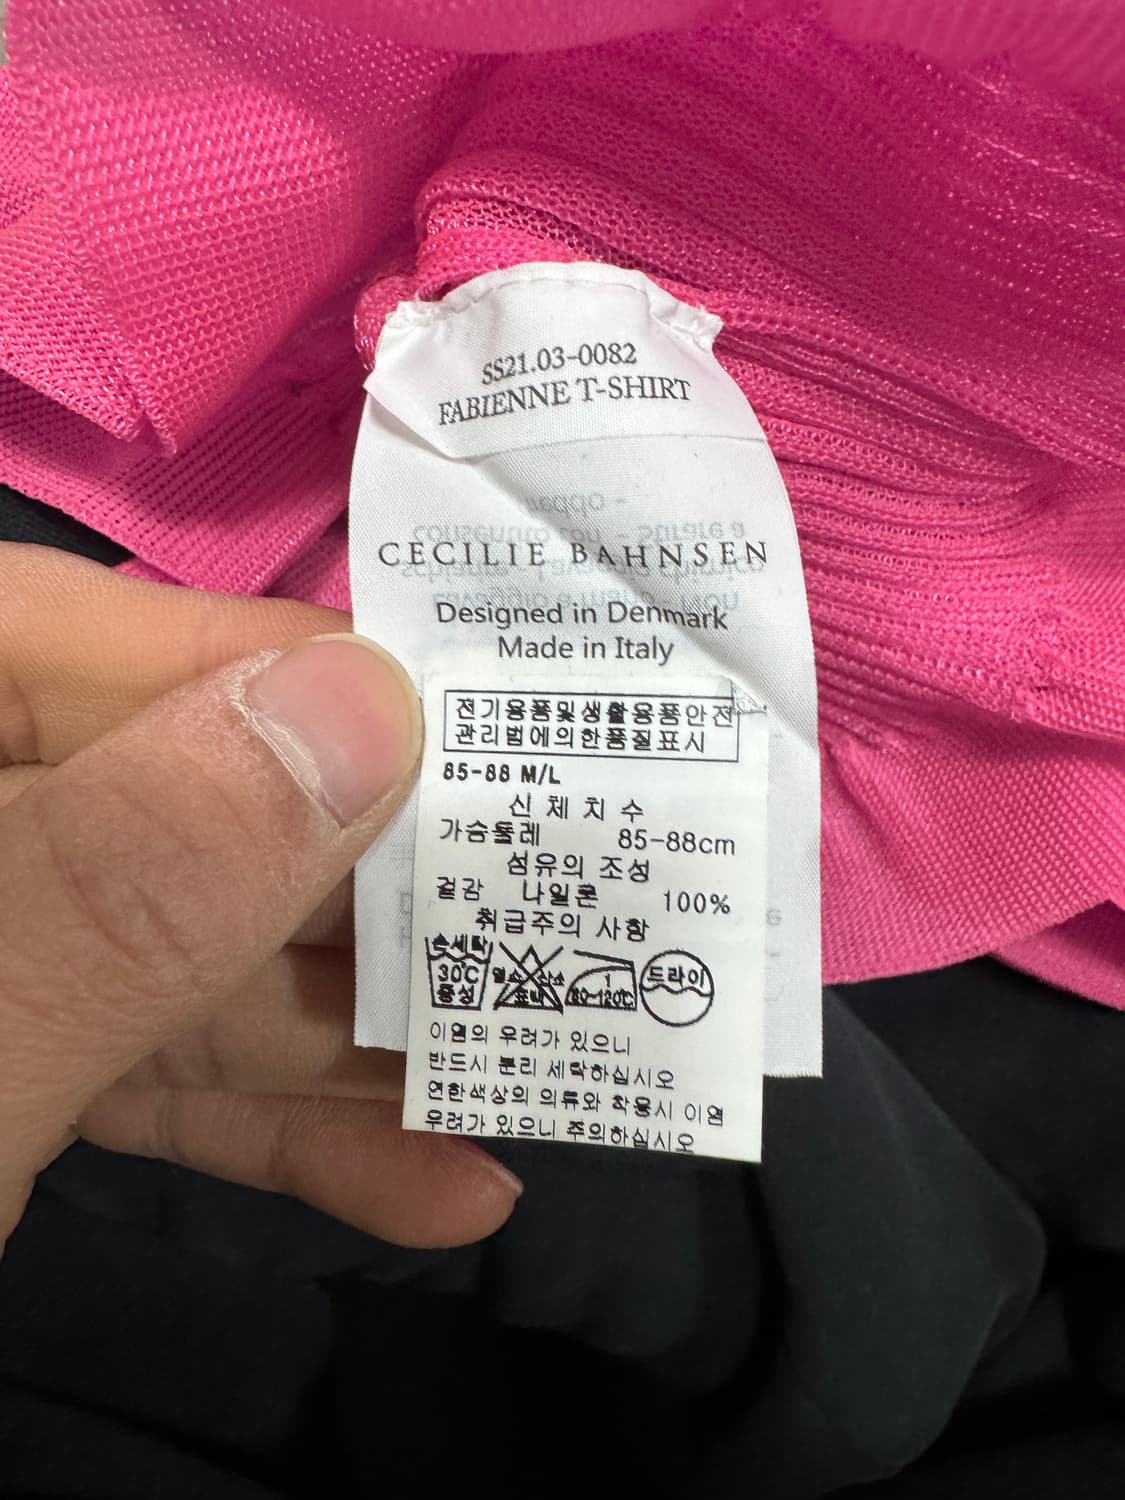 SS21.03-0082
FABIENNE T-SHIRT
CECILIE BAHNSEN
Designed in Denmark
Made in Italy
전기용품및생활용품안전
관리법에의한품질표시
85-88 M/L
신체치수
가슴둘레 85-88cm
섬유의 조성
겉감 나일론 100%
취급주의 사항
손세탁
30℃
중성
염소 산소
표백
1
80-120℃
드라이
이염의 우려가 있으니
반드시 분리 세탁하십시오
연한색상의 의류와 착용시 이염
우려가 있으니 주의하십시오